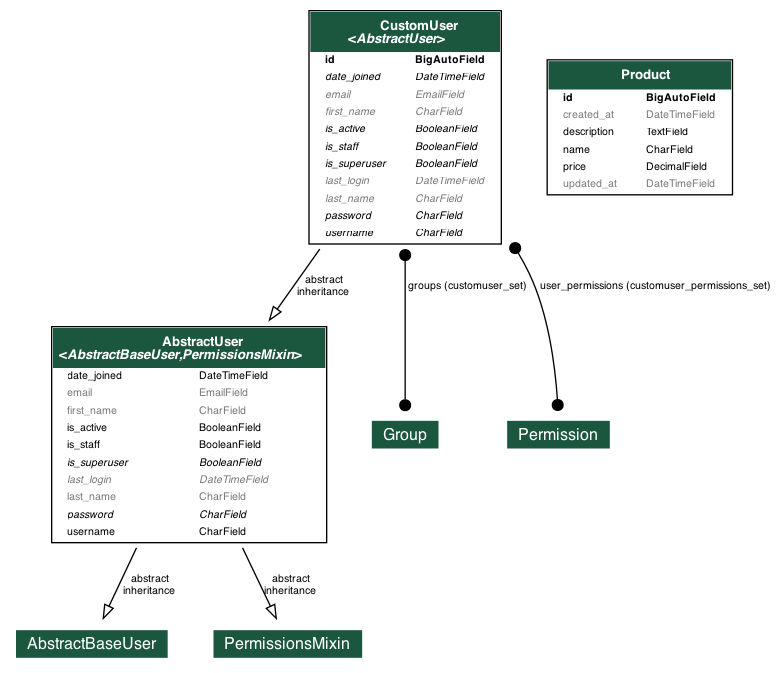 CustomUser
<AbstractUser>
id BigAutoField
date_joined DateTimeField
email EmailField
first_name CharField
is_active BooleanField
is_staff BooleanField
is_superuser BooleanField
last_login DateTimeField
last_name CharField
password CharField
username CharField
Product
id BigAutoField
created_at DateTimeField
description TextField
name CharField
price DecimalField
updated_at DateTimeField
abstract
inheritance
groups (customuser_set)
user_permissions (customuser_permissions_set)
AbstractUser
<AbstractBaseUser,PermissionsMixin>
date_joined DateTimeField
email EmailField
first_name CharField
is_active BooleanField
is_staff BooleanField
is_superuser BooleanField
last_login DateTimeField
last_name CharField
password CharField
username CharField
Group
Permission
abstract
inheritance
abstract
inheritance
AbstractBaseUser
PermissionsMixin